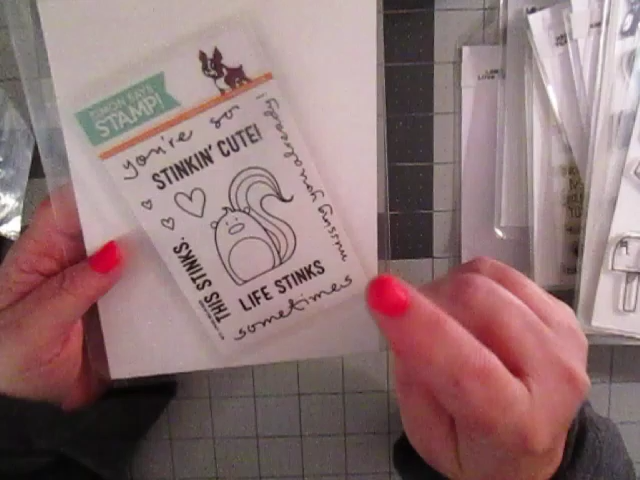 SIMON SAYS
STAMP!
you're so
STINKIN' CUTE!
missing you already!
THIS STINKS.
LIFE STINKS
sometimes